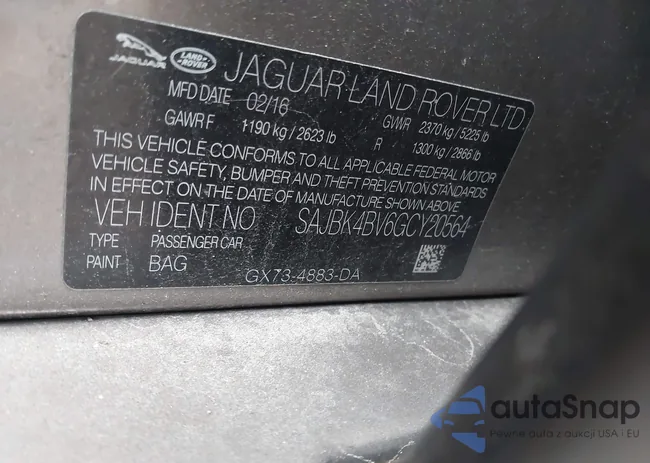 JAGUAR
LAND ROVER
JAGUAR LAND ROVER LTD
MFD DATE 02/16
GAWR F 1190 kg / 2623 lb GVWR 2370 kg / 5225 lb
R 1300 kg / 2866 lb
THIS VEHICLE CONFORMS TO ALL APPLICABLE FEDERAL MOTOR
VEHICLE SAFETY, BUMPER AND THEFT PREVENTION STANDARDS
IN EFFECT ON THE DATE OF MANUFACTURE SHOWN ABOVE
VEH IDENT NO SAJBK4BV6GCY20564
TYPE PASSENGER CAR
PAINT BAG
GX73-4883-DA
autaSnap
Pewne auta z aukcji USA i EU